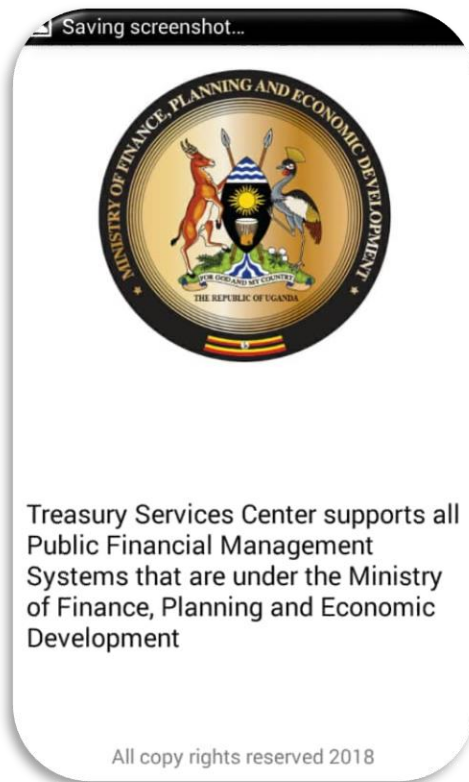 Saving screenshot...
MINISTRY OF FINANCE, PLANNING AND ECONOMIC DEVELOPMENT
FOR GOD AND MY COUNTRY
THE REPUBLIC OF UGANDA
Treasury Services Center supports all
Public Financial Management
Systems that are under the Ministry
of Finance, Planning and Economic
Development
All copy rights reserved 2018